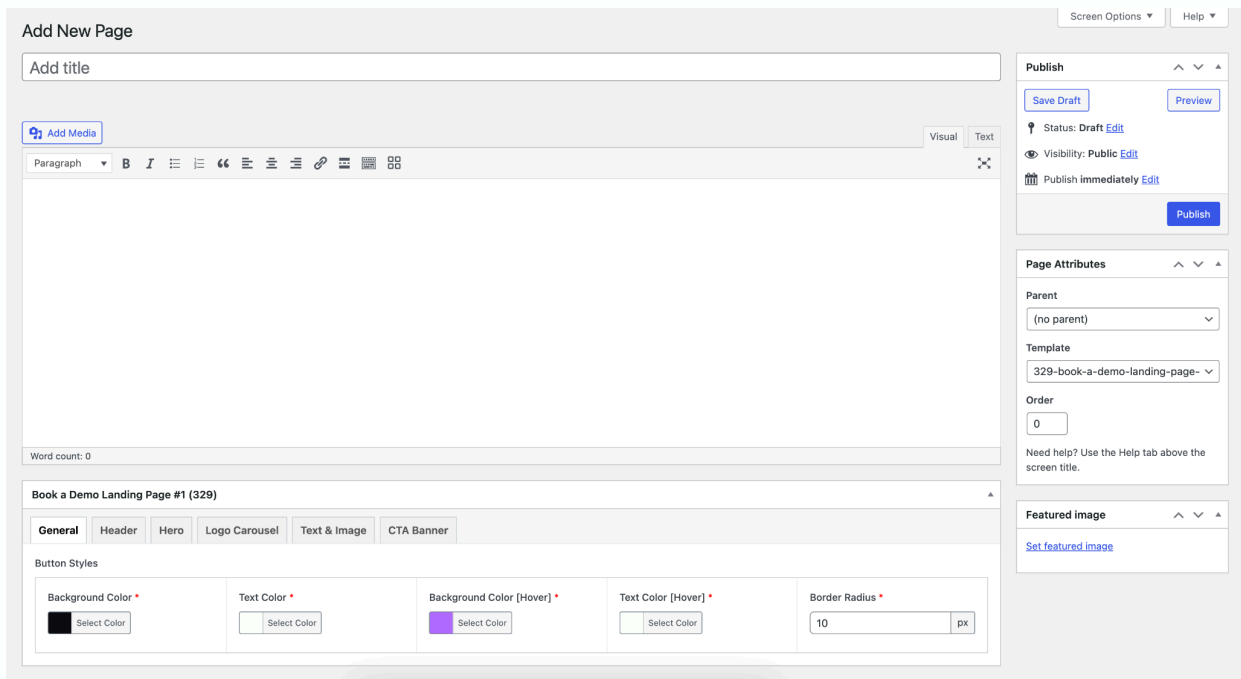 Screen Options ▼
Help ▼
Add New Page
Add title
Add Media
Visual
Text
Paragraph
B
I
Word count: 0
Book a Demo Landing Page #1 (329)
General
Header
Hero
Logo Carousel
Text & Image
CTA Banner
Button Styles
Background Color *
Select Color
Text Color *
Select Color
Background Color [Hover] *
Select Color
Text Color [Hover] *
Select Color
Border Radius *
10
px
Publish
Save Draft
Preview
Status: Draft Edit
Visibility: Public Edit
Publish immediately Edit
Publish
Page Attributes
Parent
(no parent)
Template
329-book-a-demo-landing-page-
Order
0
Need help? Use the Help tab above the
screen title.
Featured image
Set featured image